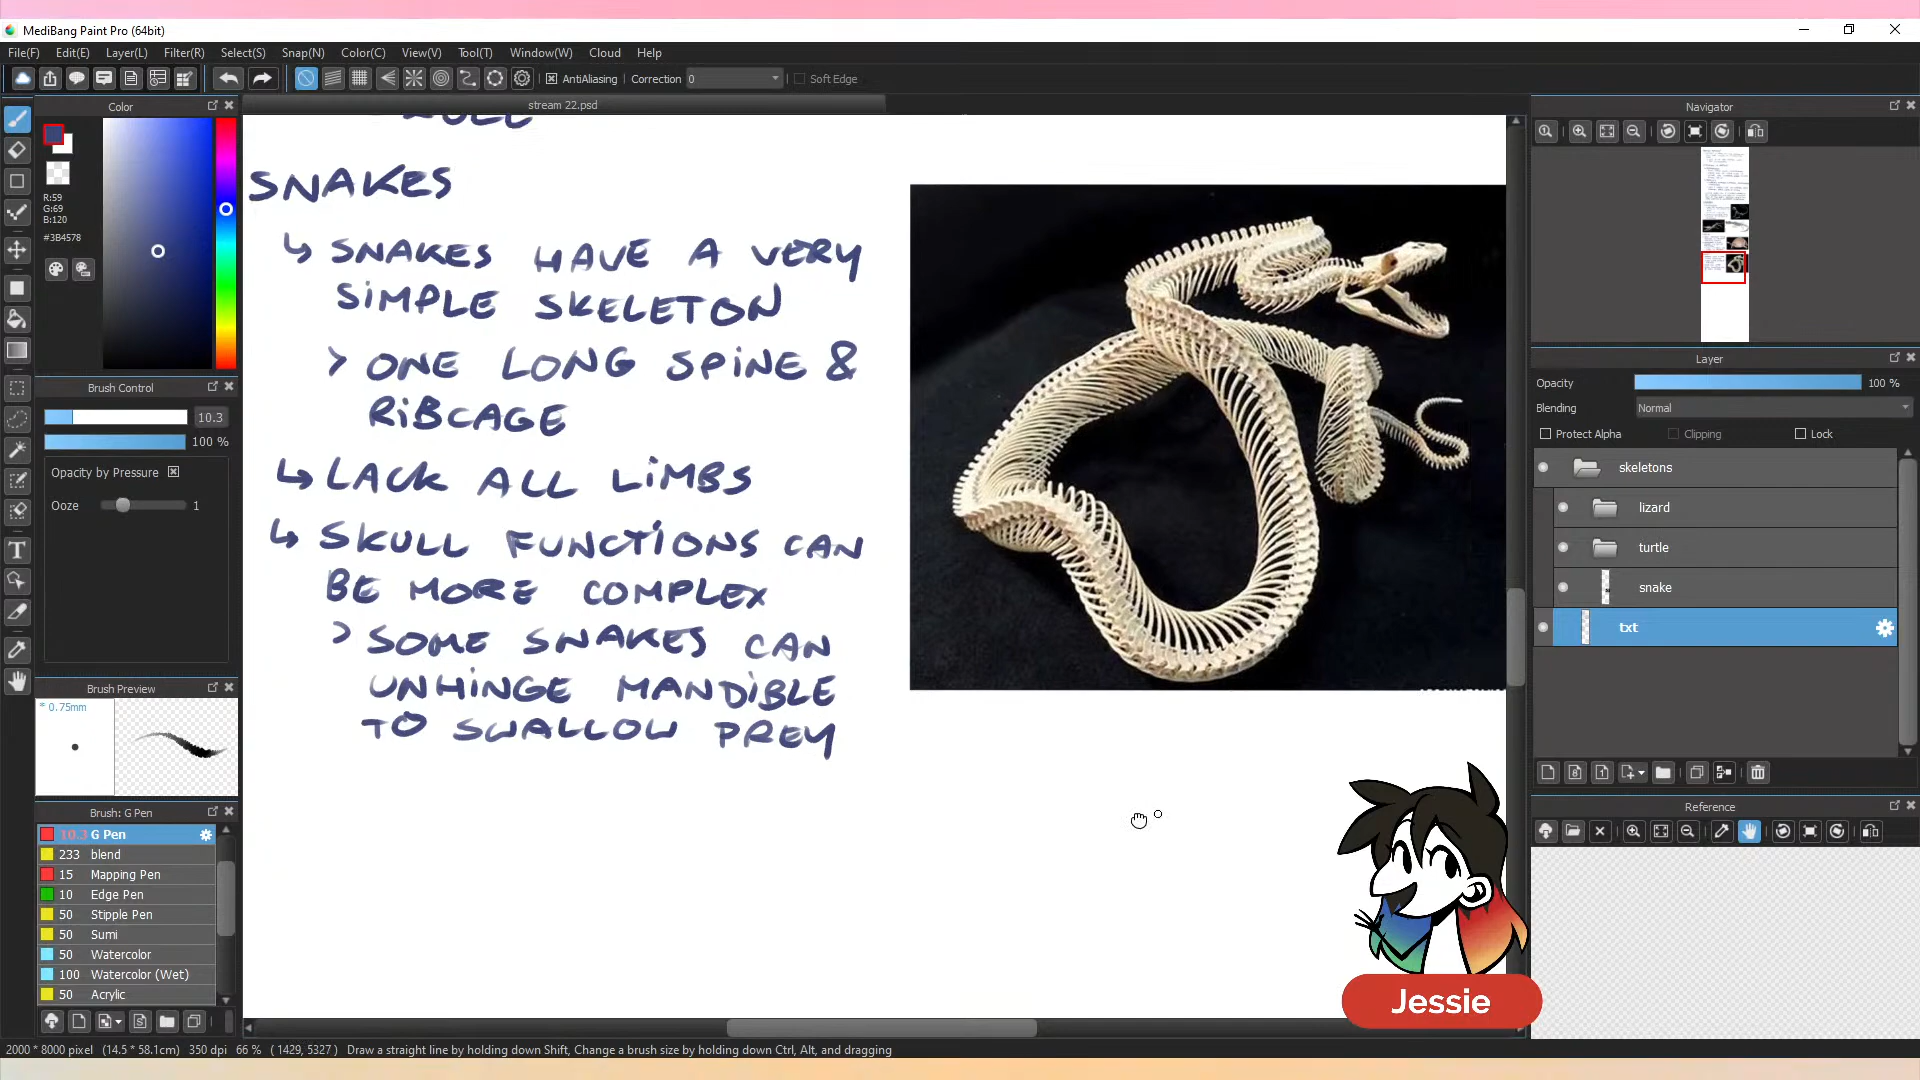 MediBang Paint Pro (64bit)
File(F) Edit(E) Layer(L) Filter(R) Select(S) Snap(N) Color(C) View(V) Tool(T) Window(W) Cloud Help
AntiAliasing Correction 0 Soft Edge
Color
stream 22.psd
Navigator
R:59
G:69
B:120
#3B4578
Brush Control
10.3
100 %
Opacity by Pressure
Ooze 1
Brush Preview
* 0.75mm
Brush: G Pen
10.3 G Pen
233 blend
15 Mapping Pen
10 Edge Pen
50 Stipple Pen
50 Sumi
50 Watercolor
100 Watercolor (Wet)
50 Acrylic
SNAKES
↳ SNAKES HAVE A VERY
SIMPLE SKELETON
> ONE LONG SPINE &
RIBCAGE
↳ LACK ALL LIMBS
↳ SKULL FUNCTIONS CAN
BE MORE COMPLEX
> SOME SNAKES CAN
UNHINGE MANDIBLE
TO SWALLOW PREY
Layer
Opacity 100 %
Blending Normal
Protect Alpha Clipping Lock
skeletons
lizard
turtle
snake
txt
Reference
Jessie
2000 * 8000 pixel (14.5 * 58.1cm) 350 dpi 66 % ( 1429, 5327 ) Draw a straight line by holding down Shift, Change a brush size by holding down Ctrl, Alt, and dragging